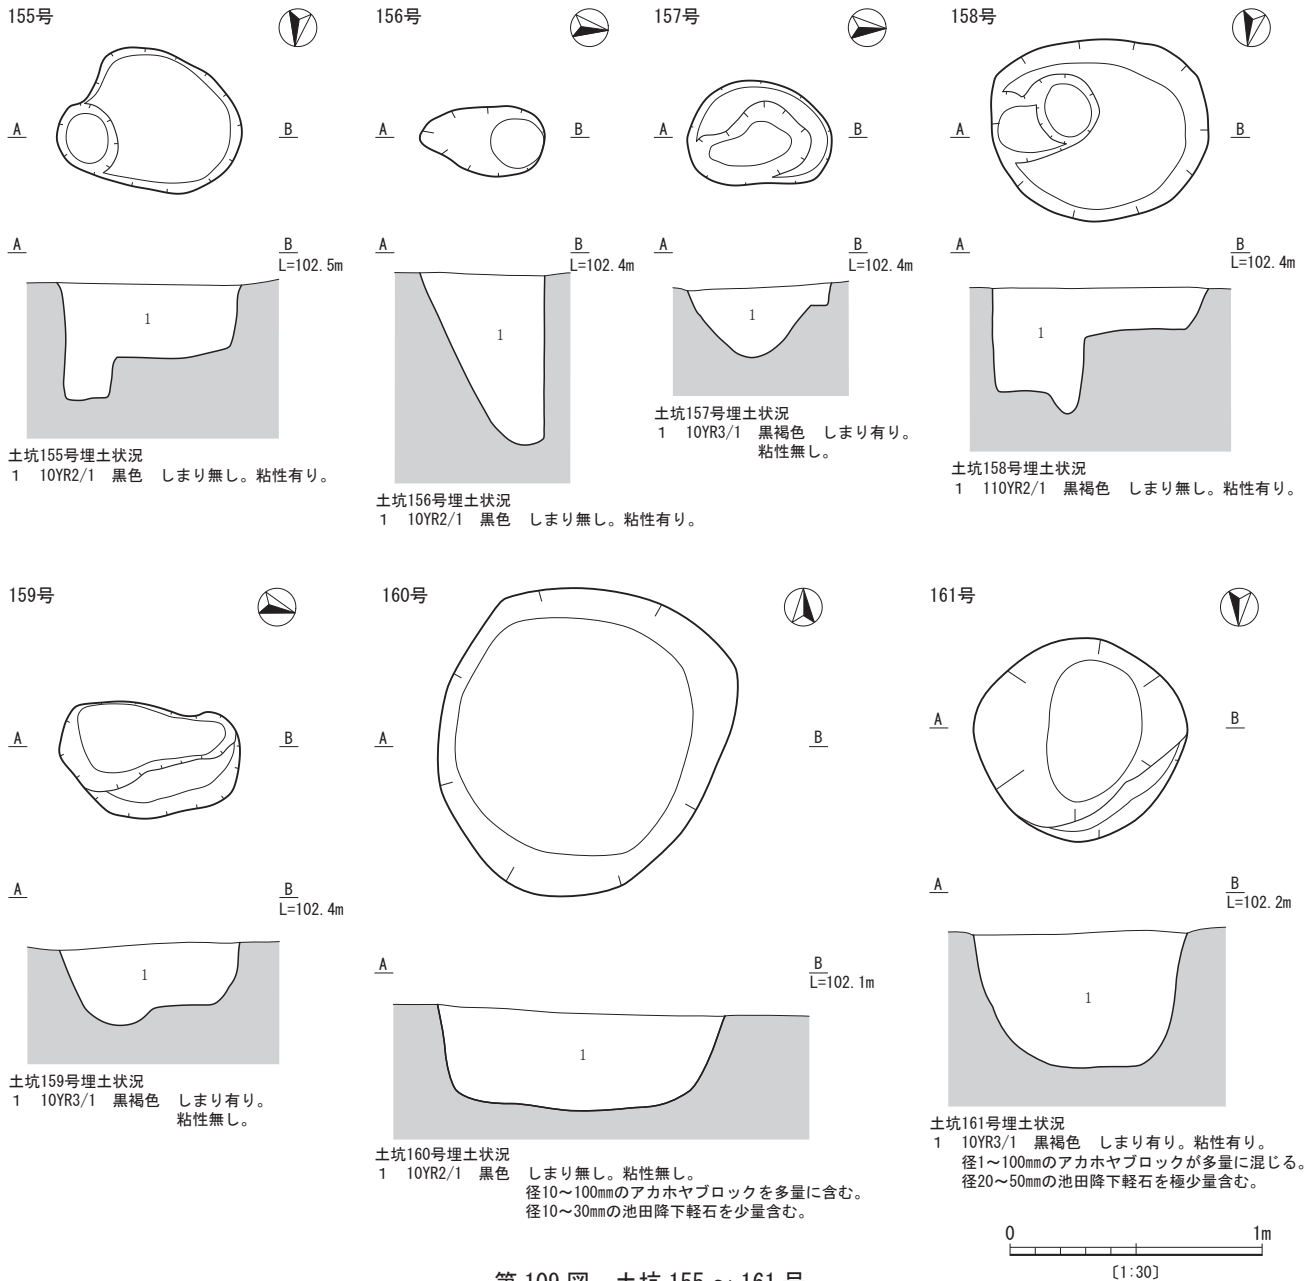 155号
156号
157号
158号
A
B
A
B
A
B
A
B
A
B
L=102.5m
A
B
L=102.4m
A
B
L=102.4m
A
B
L=102.4m
1
1
1
1
土坑155号埋土状況
1 10YR2/1 黒色 しまり無し。粘性有り。
土坑156号埋土状況
1 10YR2/1 黒色 しまり無し。粘性有り。
土坑157号埋土状況
1 10YR3/1 黒褐色 しまり有り。
粘性無し。
土坑158号埋土状況
1 110YR2/1 黒褐色 しまり無し。粘性有り。
159号
160号
161号
A
B
A
B
A
B
A
B
L=102.4m
A
B
L=102.1m
A
B
L=102.2m
1
1
1
土坑159号埋土状況
1 10YR3/1 黒褐色 しまり有り。
粘性無し。
土坑160号埋土状況
1 10YR2/1 黒色 しまり無し。粘性無し。
径10～100㎜のアカホヤブロックを多量に含む。
径10～30㎜の池田降下軽石を少量含む。
土坑161号埋土状況
1 10YR3/1 黒褐色 しまり有り。粘性有り。
径1～100㎜のアカホヤブロックが多量に混じる。
径20～50㎜の池田降下軽石を極少量含む。
0 1m
〔1:30〕
第 109 図 土坑 155 ～ 161 号